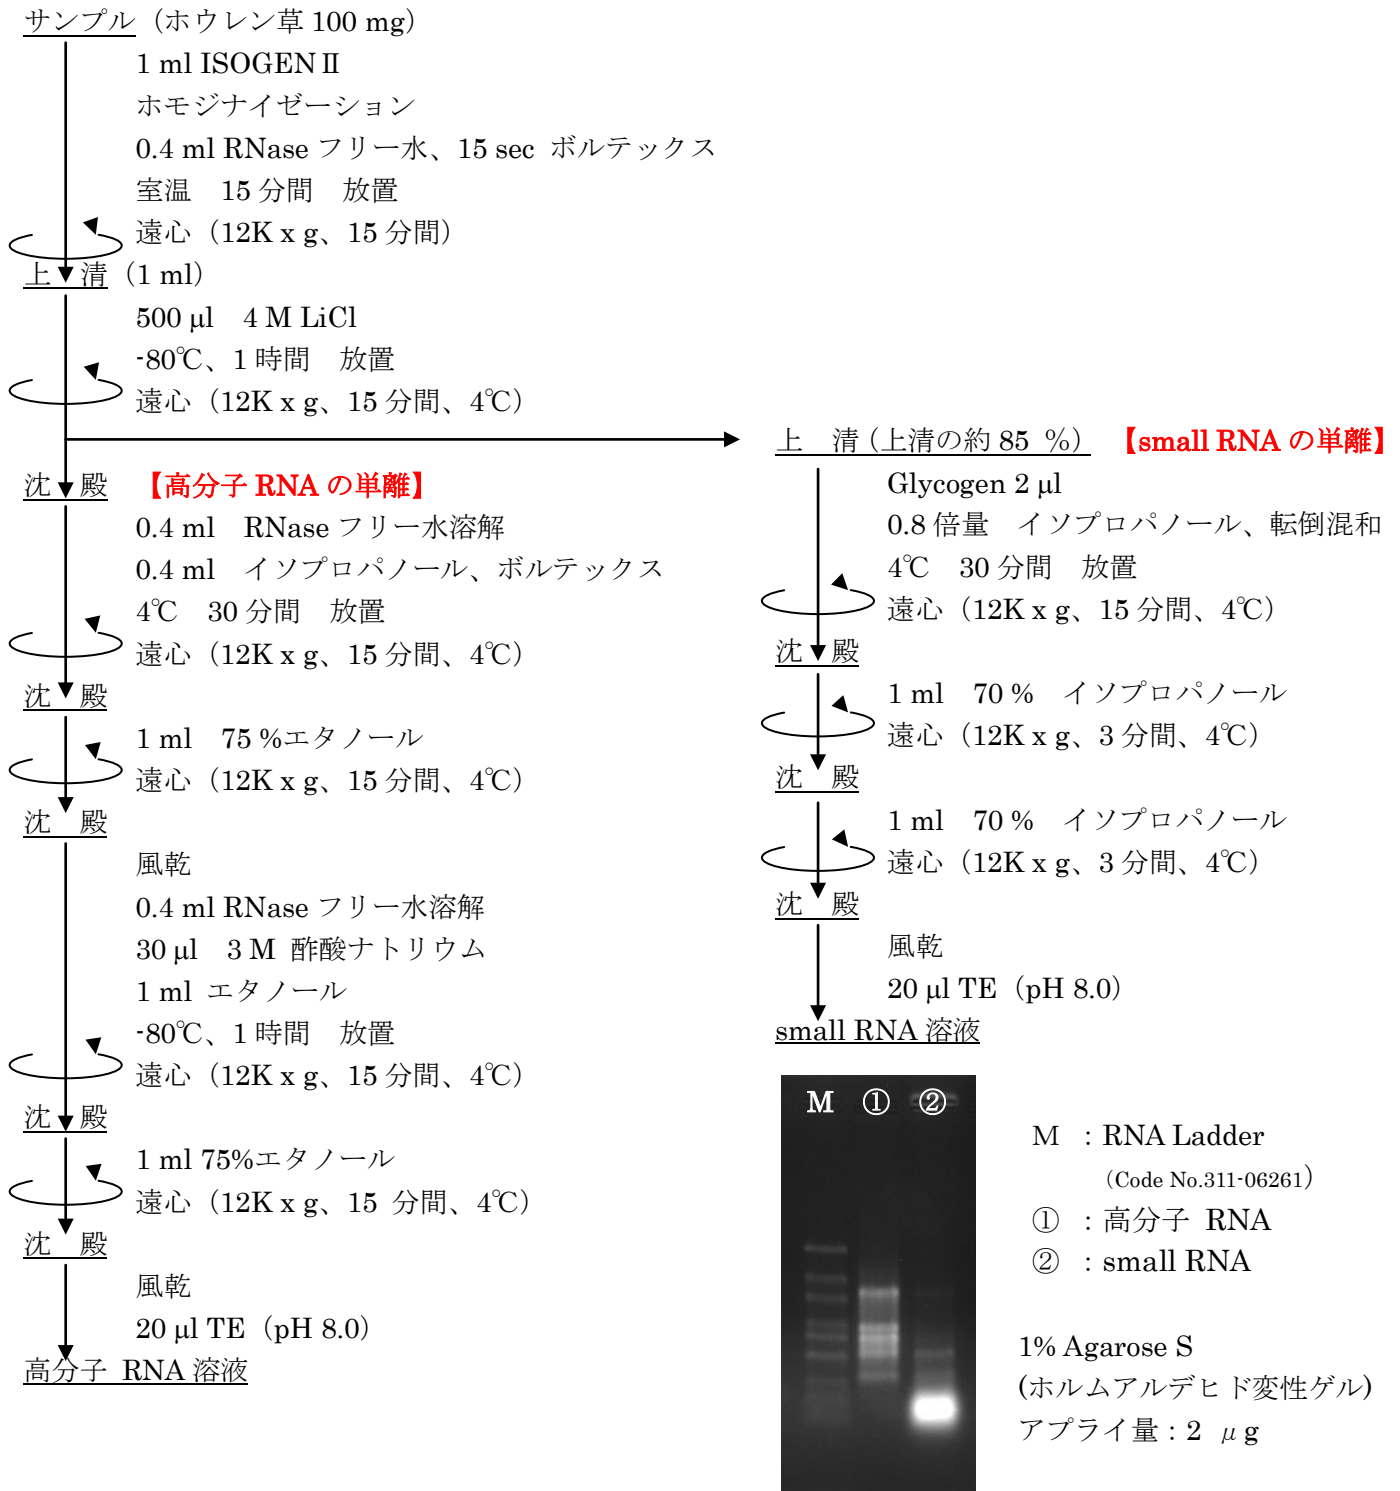 サンプル（ホウレン草 100 mg）
1 ml ISOGENⅡ
ホモジナイゼーション
0.4 ml RNase フリー水、15 sec ボルテックス
室温　15 分間　放置
遠心（12K x g、15 分間）
上　清（1 ml）
500 μl　4 M LiCl
-80℃、1 時間　放置
遠心（12K x g、15 分間、4℃）
沈　殿　【高分子 RNA の単離】
0.4 ml　RNase フリー水溶解
0.4 ml　イソプロパノール、ボルテックス
4℃　30 分間　放置
遠心（12K x g、15 分間、4℃）
沈　殿
1 ml　75 %エタノール
遠心（12K x g、15 分間、4℃）
沈　殿
風乾
0.4 ml RNase フリー水溶解
30 μl　3 M 酢酸ナトリウム
1 ml エタノール
-80℃、1 時間　放置
遠心（12K x g、15 分間、4℃）
沈　殿
1 ml 75%エタノール
遠心（12K x g、15 分間、4℃）
沈　殿
風乾
20 μl TE（pH 8.0）
高分子 RNA 溶液
上　清（上清の約 85 %）　【small RNA の単離】
Glycogen 2 μl
0.8 倍量　イソプロパノール、転倒混和
4℃　30 分間　放置
遠心（12K x g、15 分間、4℃）
沈　殿
1 ml　70 %　イソプロパノール
遠心（12K x g、3 分間、4℃）
沈　殿
1 ml　70 %　イソプロパノール
遠心（12K x g、3 分間、4℃）
沈　殿
風乾
20 μl TE（pH 8.0）
small RNA 溶液
M　①　②
M　：RNA Ladder
（Code No.311-06261）
①　：高分子 RNA
②　：small RNA
1% Agarose S
(ホルムアルデヒド変性ゲル)
アプライ量：2 μg